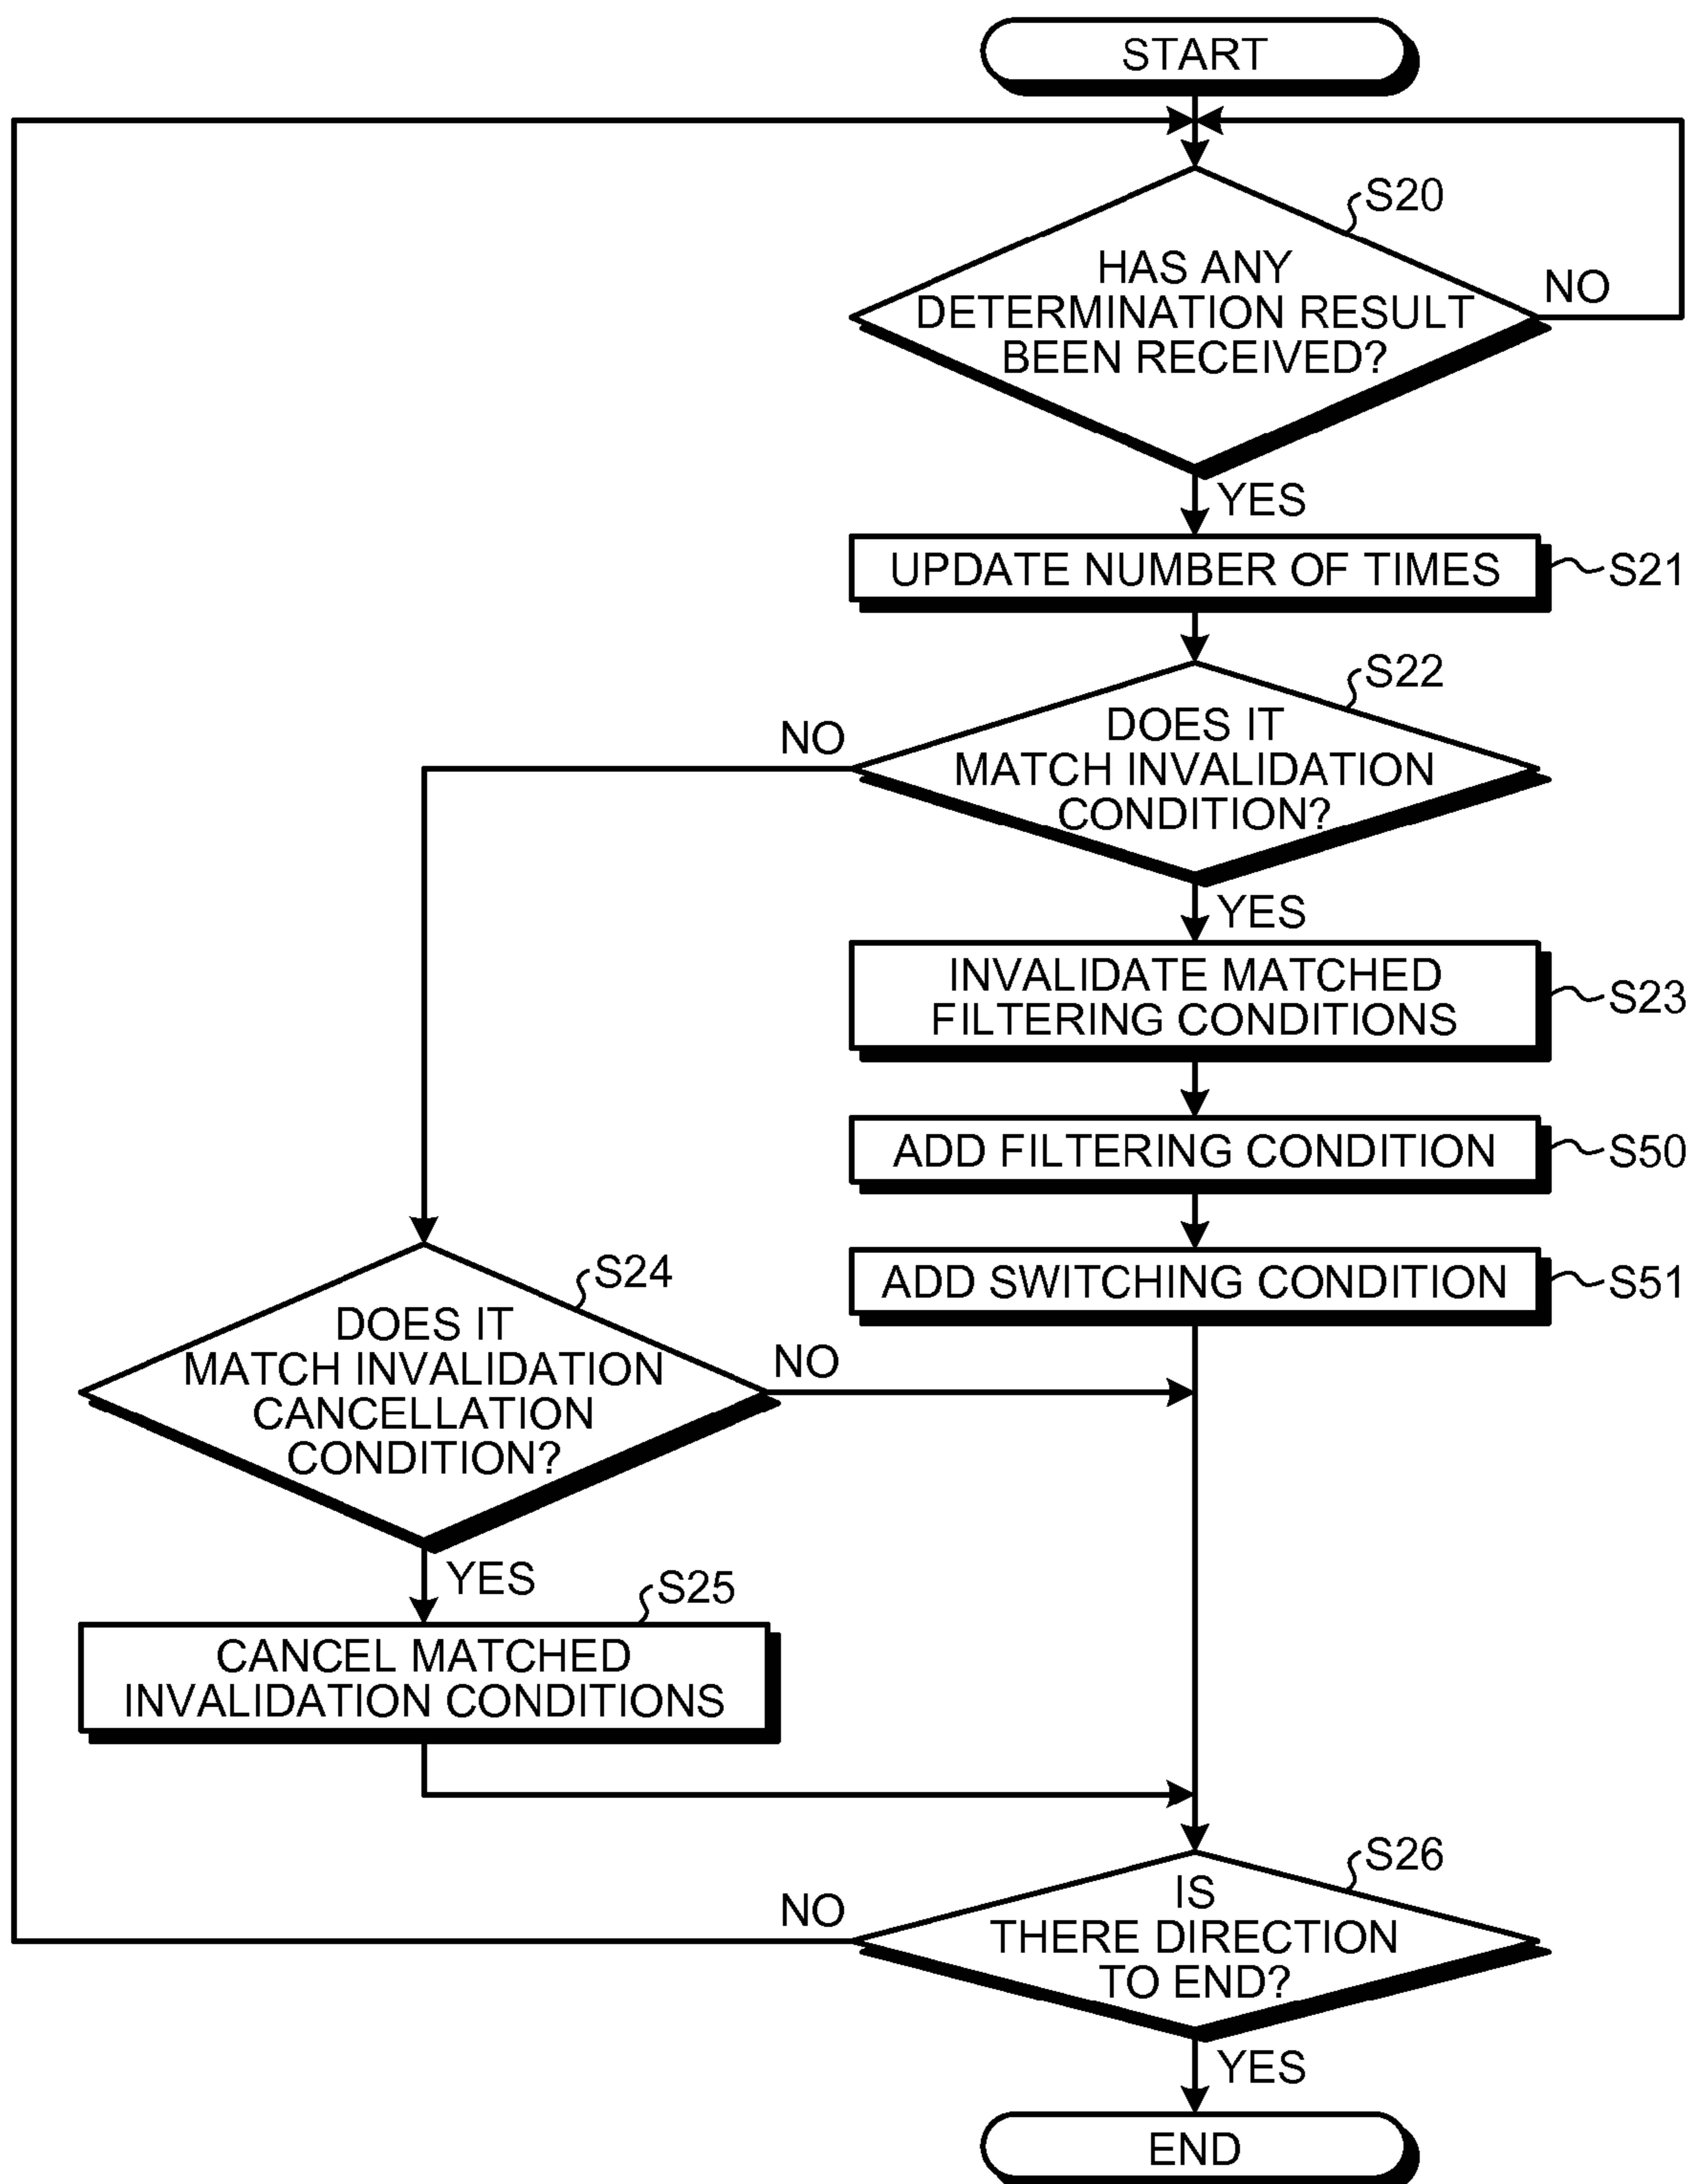 START
S20
HAS ANY
DETERMINATION RESULT
BEEN RECEIVED?
NO
YES
UPDATE NUMBER OF TIMES
S21
S22
DOES IT
MATCH INVALIDATION
CONDITION?
NO
YES
INVALIDATE MATCHED
FILTERING CONDITIONS
S23
ADD FILTERING CONDITION
S50
ADD SWITCHING CONDITION
S51
S24
DOES IT
MATCH INVALIDATION
CANCELLATION
CONDITION?
NO
YES
S25
CANCEL MATCHED
INVALIDATION CONDITIONS
S26
IS
THERE DIRECTION
TO END?
NO
YES
END